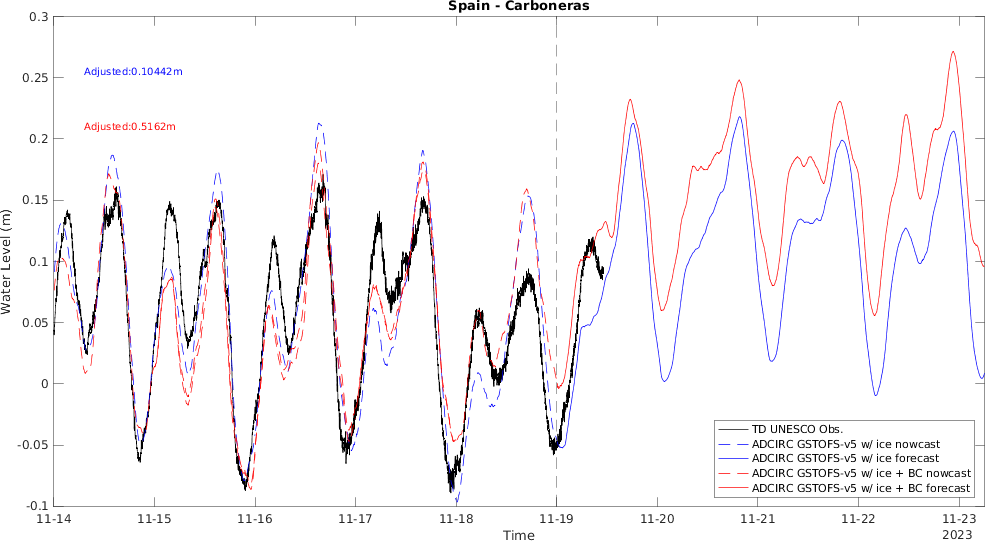 Spain - Carboneras
0.3
0.25
0.2
0.15
0.1
0.05
0
-0.05
-0.1
Water Level (m)
Adjusted:0.10442m
Adjusted:0.5162m
TD UNESCO Obs.
ADCIRC GSTOFS-v5 w/ ice nowcast
ADCIRC GSTOFS-v5 w/ ice forecast
ADCIRC GSTOFS-v5 w/ ice + BC nowcast
ADCIRC GSTOFS-v5 w/ ice + BC forecast
11-14 11-15 11-16 11-17 11-18 11-19 11-20 11-21 11-22 11-23
Time
2023